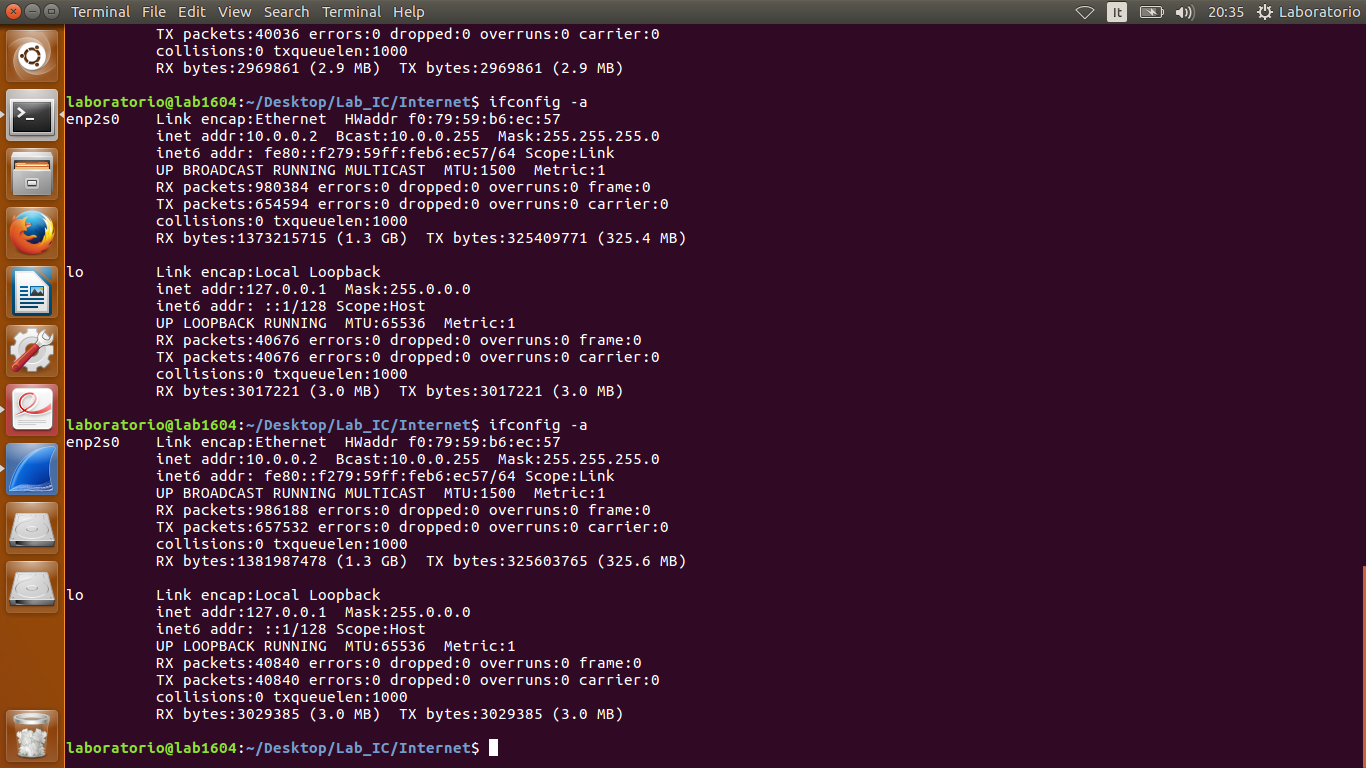 Terminal File Edit View Search Terminal Help It 20:35 Laboratorio
TX packets:40036 errors:0 dropped:0 overruns:0 carrier:0
collisions:0 txqueuelen:1000
RX bytes:2969861 (2.9 MB)  TX bytes:2969861 (2.9 MB)
laboratorio@lab1604:~/Desktop/Lab_IC/Internet$ ifconfig -a
enp2s0    Link encap:Ethernet  HWaddr f0:79:59:b6:ec:57
inet addr:10.0.0.2  Bcast:10.0.0.255  Mask:255.255.255.0
inet6 addr: fe80::f279:59ff:feb6:ec57/64 Scope:Link
UP BROADCAST RUNNING MULTICAST  MTU:1500  Metric:1
RX packets:980384 errors:0 dropped:0 overruns:0 frame:0
TX packets:654594 errors:0 dropped:0 overruns:0 carrier:0
collisions:0 txqueuelen:1000
RX bytes:1373215715 (1.3 GB)  TX bytes:325409771 (325.4 MB)
lo        Link encap:Local Loopback
inet addr:127.0.0.1  Mask:255.0.0.0
inet6 addr: ::1/128 Scope:Host
UP LOOPBACK RUNNING  MTU:65536  Metric:1
RX packets:40676 errors:0 dropped:0 overruns:0 frame:0
TX packets:40676 errors:0 dropped:0 overruns:0 carrier:0
collisions:0 txqueuelen:1000
RX bytes:3017221 (3.0 MB)  TX bytes:3017221 (3.0 MB)
laboratorio@lab1604:~/Desktop/Lab_IC/Internet$ ifconfig -a
enp2s0    Link encap:Ethernet  HWaddr f0:79:59:b6:ec:57
inet addr:10.0.0.2  Bcast:10.0.0.255  Mask:255.255.255.0
inet6 addr: fe80::f279:59ff:feb6:ec57/64 Scope:Link
UP BROADCAST RUNNING MULTICAST  MTU:1500  Metric:1
RX packets:986188 errors:0 dropped:0 overruns:0 frame:0
TX packets:657532 errors:0 dropped:0 overruns:0 carrier:0
collisions:0 txqueuelen:1000
RX bytes:1381987478 (1.3 GB)  TX bytes:325603765 (325.6 MB)
lo        Link encap:Local Loopback
inet addr:127.0.0.1  Mask:255.0.0.0
inet6 addr: ::1/128 Scope:Host
UP LOOPBACK RUNNING  MTU:65536  Metric:1
RX packets:40840 errors:0 dropped:0 overruns:0 frame:0
TX packets:40840 errors:0 dropped:0 overruns:0 carrier:0
collisions:0 txqueuelen:1000
RX bytes:3029385 (3.0 MB)  TX bytes:3029385 (3.0 MB)
laboratorio@lab1604:~/Desktop/Lab_IC/Internet$